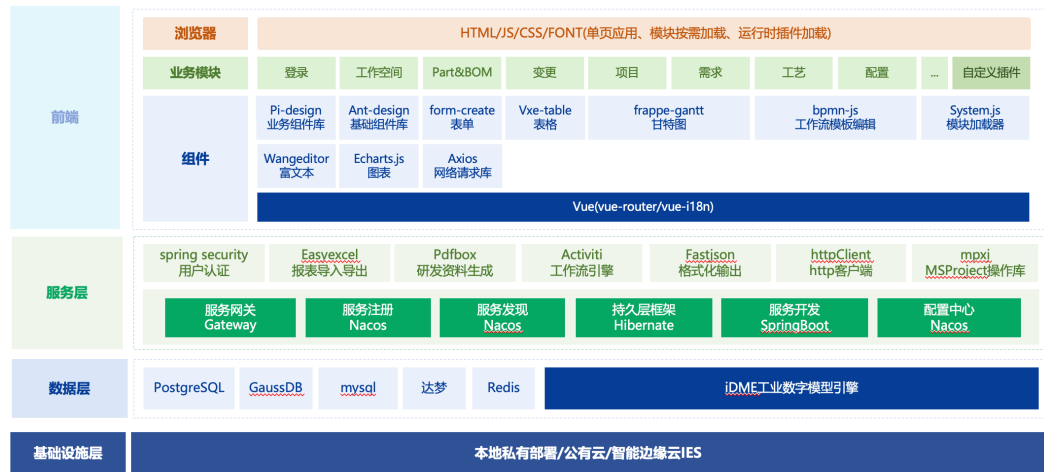 前端
浏览器
HTML/JS/CSS/FONT(单页应用、模块按需加载、运行时插件加载)
业务模块
登录
工作空间
Part&BOM
变更
项目
需求
工艺
配置
...
自定义插件
组件
Pi-design
业务组件库
Ant-design
基础组件库
form-create
表单
Vxe-table
表格
frappe-gantt
甘特图
bpmn-js
工作流模板编辑
System.js
模块加载器
Wangeditor
富文本
Echarts.js
图表
Axios
网络请求库
Vue(vue-router/vue-i18n)
服务层
spring security
用户认证
Easyexcel
报表导入导出
Pdfbox
研发资料生成
Activiti
工作流引擎
Fastison
格式化输出
httpClient
http客户端
mpxi
MSProject操作库
服务网关
Gateway
服务注册
Nacos
服务发现
Nacos
持久层框架
Hibernate
服务开发
SpringBoot
配置中心
Nacos
数据层
PostgreSQL
GaussDB
mysql
达梦
Redis
iDME工业数字模型引擎
基础设施层
本地私有部署/公有云/智能边缘云IES